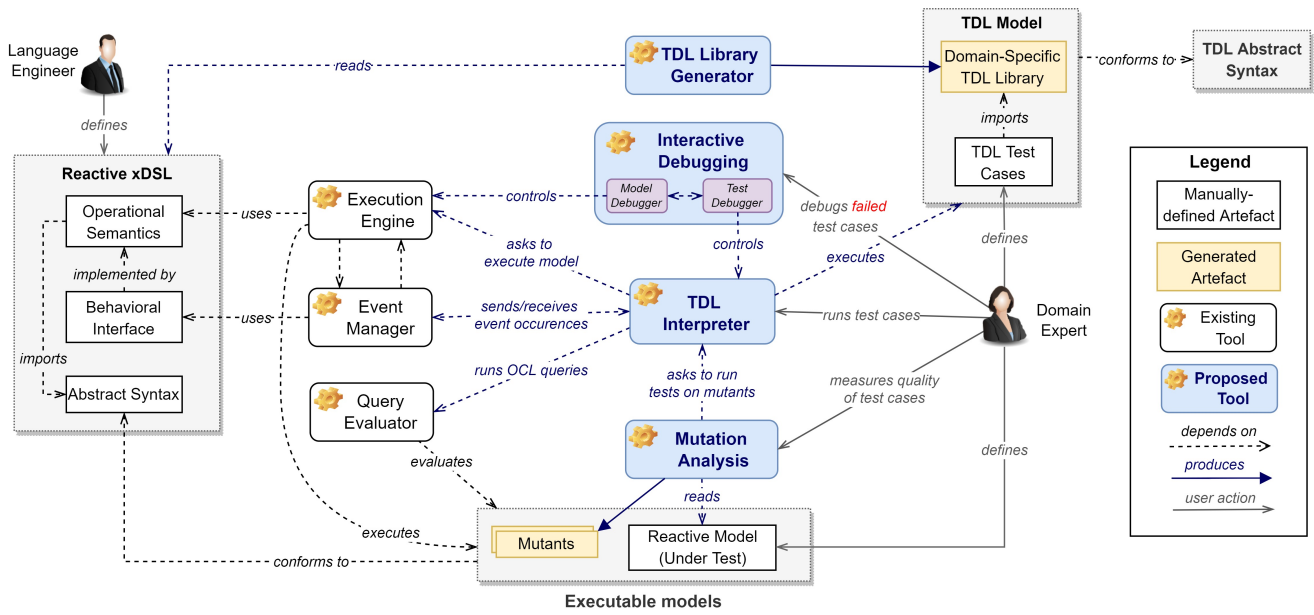 Language
Engineer
defines
reads
TDL Library
Generator
TDL Model
Domain-Specific
TDL Library
imports
TDL Test
Cases
conforms to
TDL Abstract
Syntax
Reactive xDSL
Operational
Semantics
implemented by
Behavioral
Interface
imports
Abstract Syntax
uses
uses
Execution
Engine
Event
Manager
Query
Evaluator
controls
asks to
execute model
sends/receives
event occurences
runs OCL queries
evaluates
executes
conforms to
Interactive
Debugging
Model
Debugger
Test
Debugger
controls
executes
debugs failed
test cases
defines
TDL
Interpreter
runs test cases
Domain
Expert
asks to run
tests on mutants
measures quality
of test cases
Mutation
Analysis
reads
defines
Mutants
Reactive Model
(Under Test)
Executable models
Legend
Manually-
defined Artefact
Generated
Artefact
Existing
Tool
Proposed
Tool
depends on
produces
user action